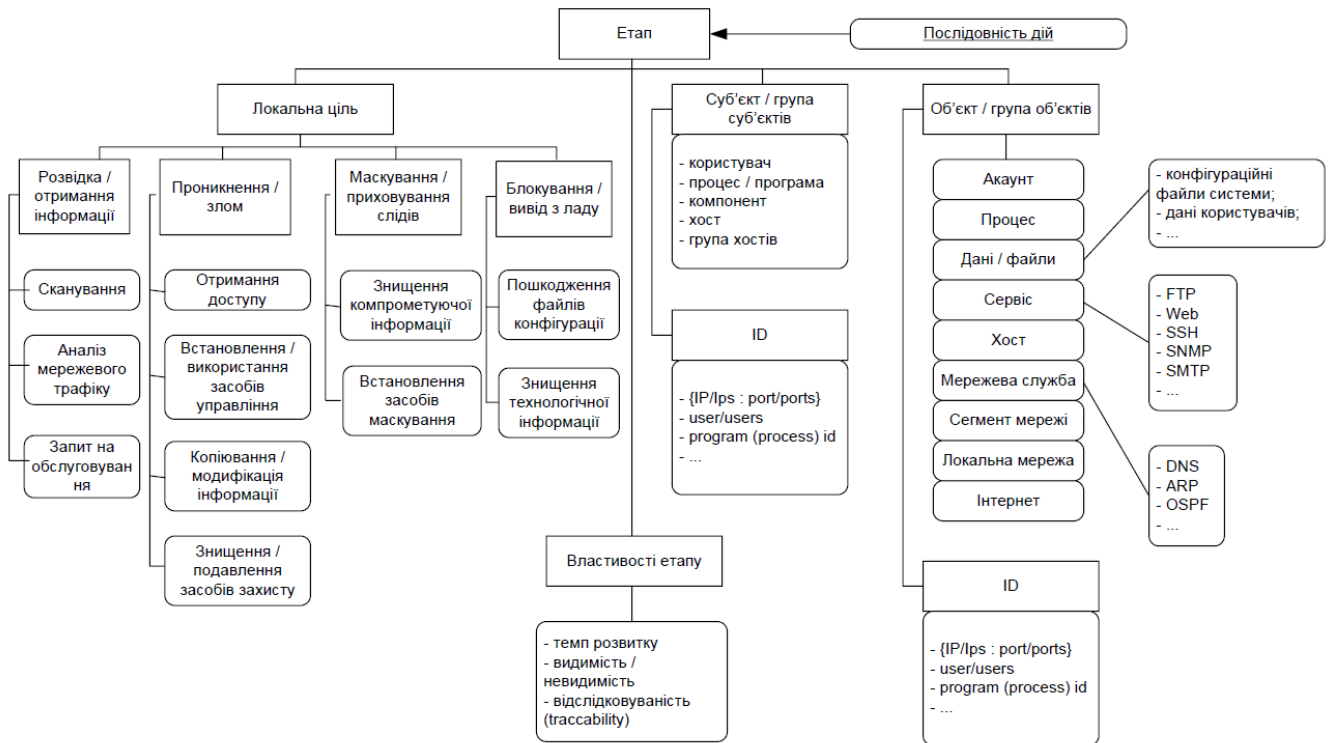 Етап
Послідовність дій
Локальна ціль
Розвідка /
отримання
інформації
Сканування
Аналіз
мережевого
трафіку
Запит на
обслуговуван
ня
Проникнення /
злом
Отримання
доступу
Встановлення /
використання
засобів
управління
Копіювання /
модифікація
інформації
Знищення /
подавлення
засобів захисту
Маскування /
приховування
слідів
Знищення
компрометуючої
інформації
Встановлення
засобів
маскування
Блокування /
вивід з ладу
Пошкодження
файлів
конфігурації
Знищення
технологічної
інформації
Властивості етапу
- темп розвитку
- видимість /
невидимість
- відслідковуваність
(traccability)
Суб'єкт / група
суб'єктів
- користувач
- процес / програма
- компонент
- хост
- група хостів
ID
- {IP/Ips : port/ports}
- user/users
- program (process) id
- ...
Об'єкт / група об'єктів
Акаунт
Процес
Дані / файли
Сервіс
Хост
Мережева служба
Сегмент мережі
Локальна мережа
Інтернет
- конфігураційні
файли системи;
- дані користувачів;
- ...
- FTP
- Web
- SSH
- SNMP
- SMTP
- ...
- DNS
- ARP
- OSPF
- ...
ID
- {IP/Ips : port/ports}
- user/users
- program (process) id
- ...